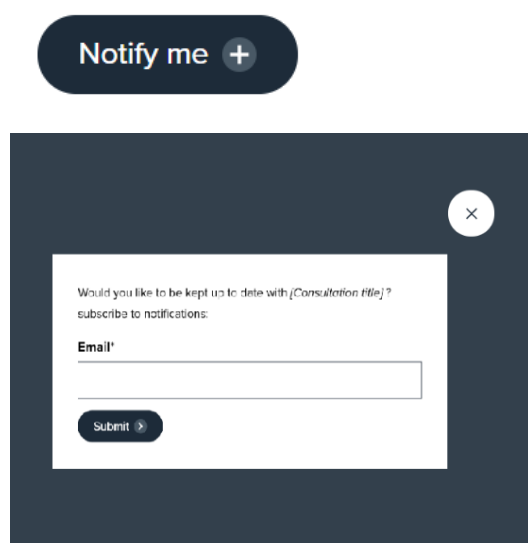 Notify me
Would you like to be kept up to date with [Consultation title] ?
subscribe to notifications:
Email*
Submit